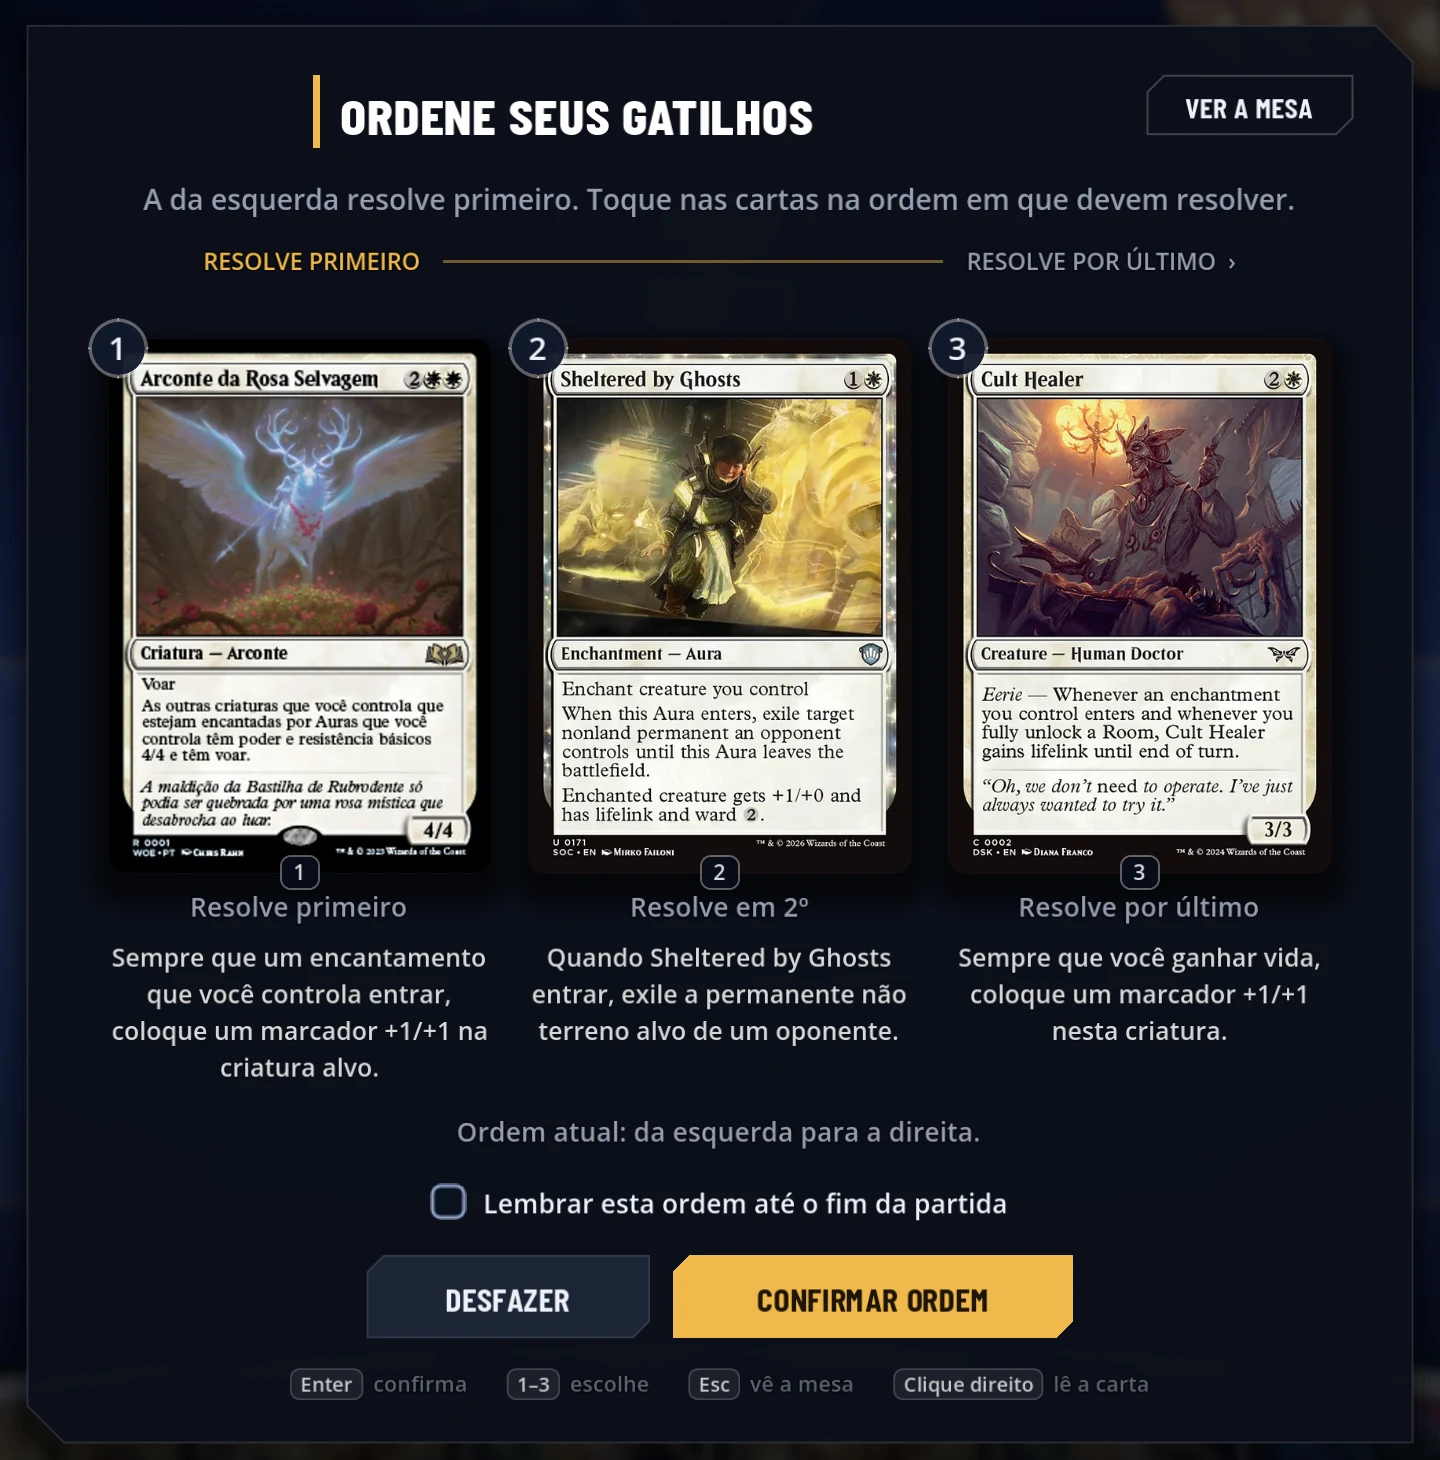 ORDENE SEUS GATILHOS
VER A MESA
A da esquerda resolve primeiro. Toque nas cartas na ordem em que devem resolver.
RESOLVE PRIMEIRO
RESOLVE POR ÚLTIMO ›
1
Arconte da Rosa Selvagem 2
Criatura — Arconte
Voar
As outras criaturas que você controla que
estejam encantadas por Auras que você
controla têm poder e resistência básicos
4/4 e têm voar.
A maldição da Bastilha de Rubrodente só
podia ser quebrada por uma rosa mística que
desabrocha ao luar.
4/4
R 0001
WOE • PT Chris Rahn
™ & © 2023 Wizards of the Coast
1
Resolve primeiro
Sempre que um encantamento
que você controla entrar,
coloque um marcador +1/+1 na
criatura alvo.
2
Sheltered by Ghosts 1
Enchantment — Aura
Enchant creature you control
When this Aura enters, exile target
nonland permanent an opponent
controls until this Aura leaves the
battlefield.
Enchanted creature gets +1/+0 and
has lifelink and ward 2.
U 0171
SOC • EN Mirko Failoni
™ & © 2026 Wizards of the Coast
2
Resolve em 2º
Quando Sheltered by Ghosts
entrar, exile a permanente não
terreno alvo de um oponente.
3
Cult Healer 2
Creature — Human Doctor
Eerie — Whenever an enchantment
you control enters and whenever you
fully unlock a Room, Cult Healer
gains lifelink until end of turn.
“Oh, we don’t need to operate. I’ve just
always wanted to try it.”
3/3
C 0002
DSK • EN Diana Franco
™ & © 2024 Wizards of the Coast
3
Resolve por último
Sempre que você ganhar vida,
coloque um marcador +1/+1
nesta criatura.
Ordem atual: da esquerda para a direita.
Lembrar esta ordem até o fim da partida
DESFAZER
CONFIRMAR ORDEM
Enter confirma 1–3 escolhe Esc vê a mesa Clique direito lê a carta